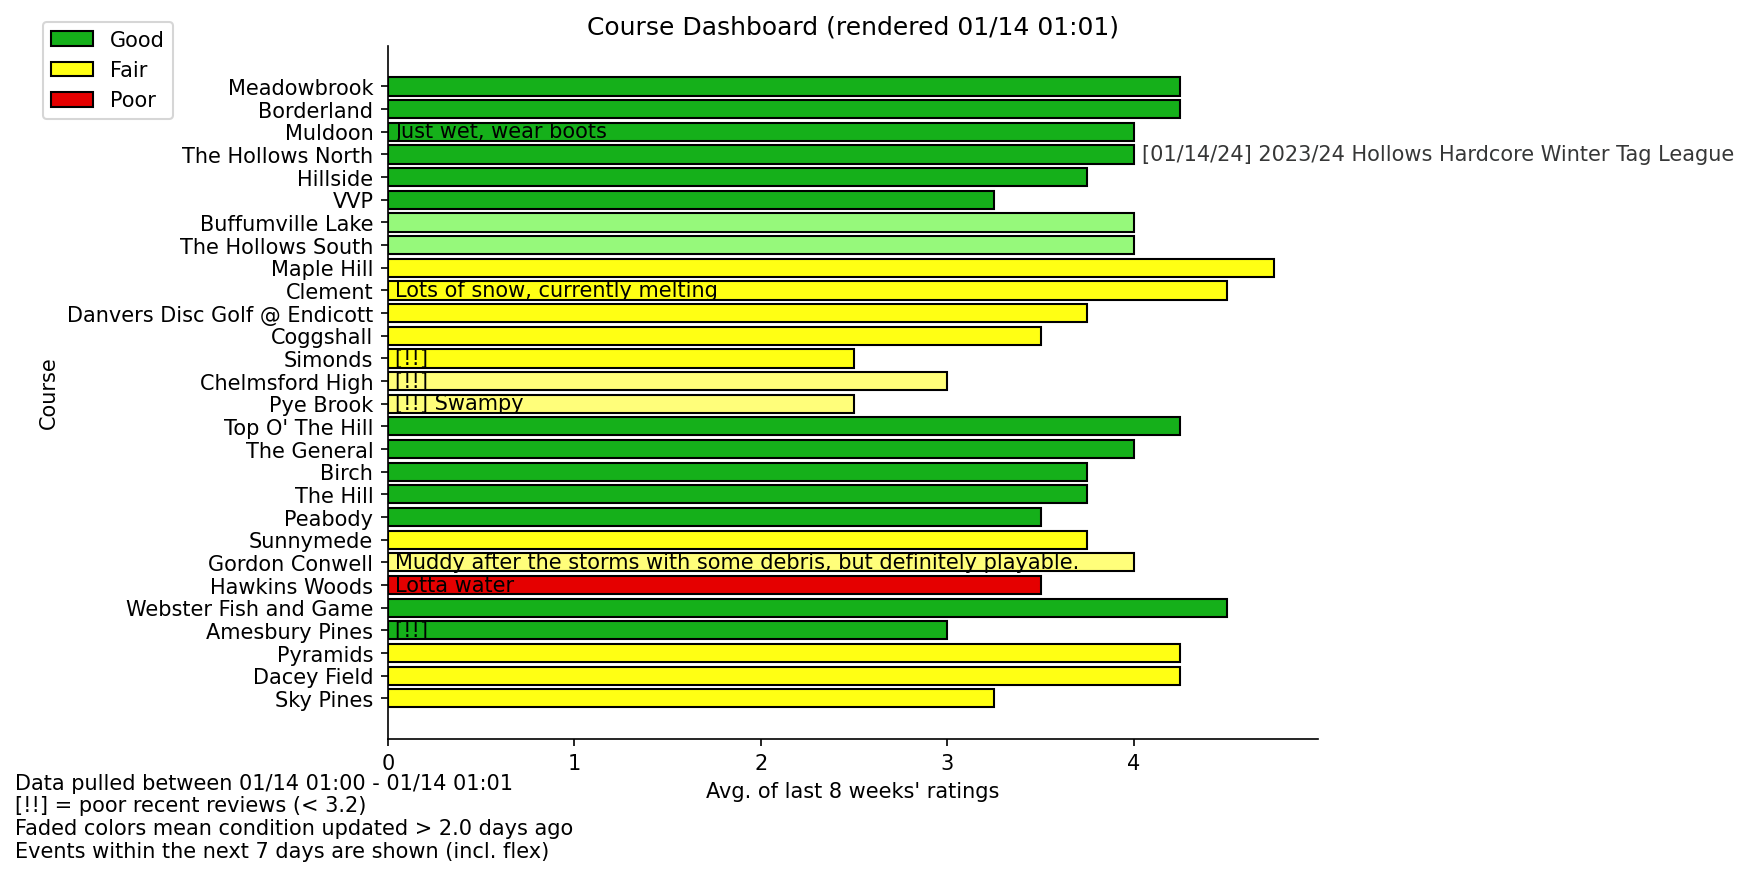 Course Dashboard (rendered 01/14 01:01)
Good
Fair
Poor
Course
Meadowbrook
Borderland
Muldoon Just wet, wear boots
The Hollows North [01/14/24] 2023/24 Hollows Hardcore Winter Tag League
Hillside
VVP
Buffumville Lake
The Hollows South
Maple Hill
Clement Lots of snow, currently melting
Danvers Disc Golf @ Endicott
Coggshall
Simonds [!!]
Chelmsford High [!!]
Pye Brook [!!] Swampy
Top O' The Hill
The General
Birch
The Hill
Peabody
Sunnymede
Gordon Conwell Muddy after the storms with some debris, but definitely playable.
Hawkins Woods Lotta water
Webster Fish and Game
Amesbury Pines [!!]
Pyramids
Dacey Field
Sky Pines
0 1 2 3 4
Avg. of last 8 weeks' ratings
Data pulled between 01/14 01:00 - 01/14 01:01
[!!] = poor recent reviews (< 3.2)
Faded colors mean condition updated > 2.0 days ago
Events within the next 7 days are shown (incl. flex)